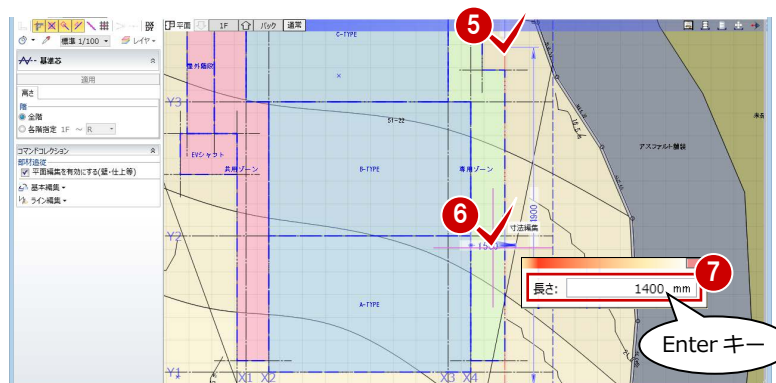 平面 1F バック 通常
標準 1/100 レイヤ
基準芯
適用
高さ
階
全階
各階指定 1F ～ R
コマンドコレクション
部材追従
平面編集を有効にする(壁・仕上等)
基本編集
ライン編集
C-TYPE
屋外階段
Y3
S1-22
EVシャフト
共用ゾーン
B-TYPE
専用ゾーン
アスファルト舗装
5
6
1900
寸法編集
Y2
1500
7
長さ: 1400 mm
Enter キー
A-TYPE
Y1 X1 X2 X3 X4